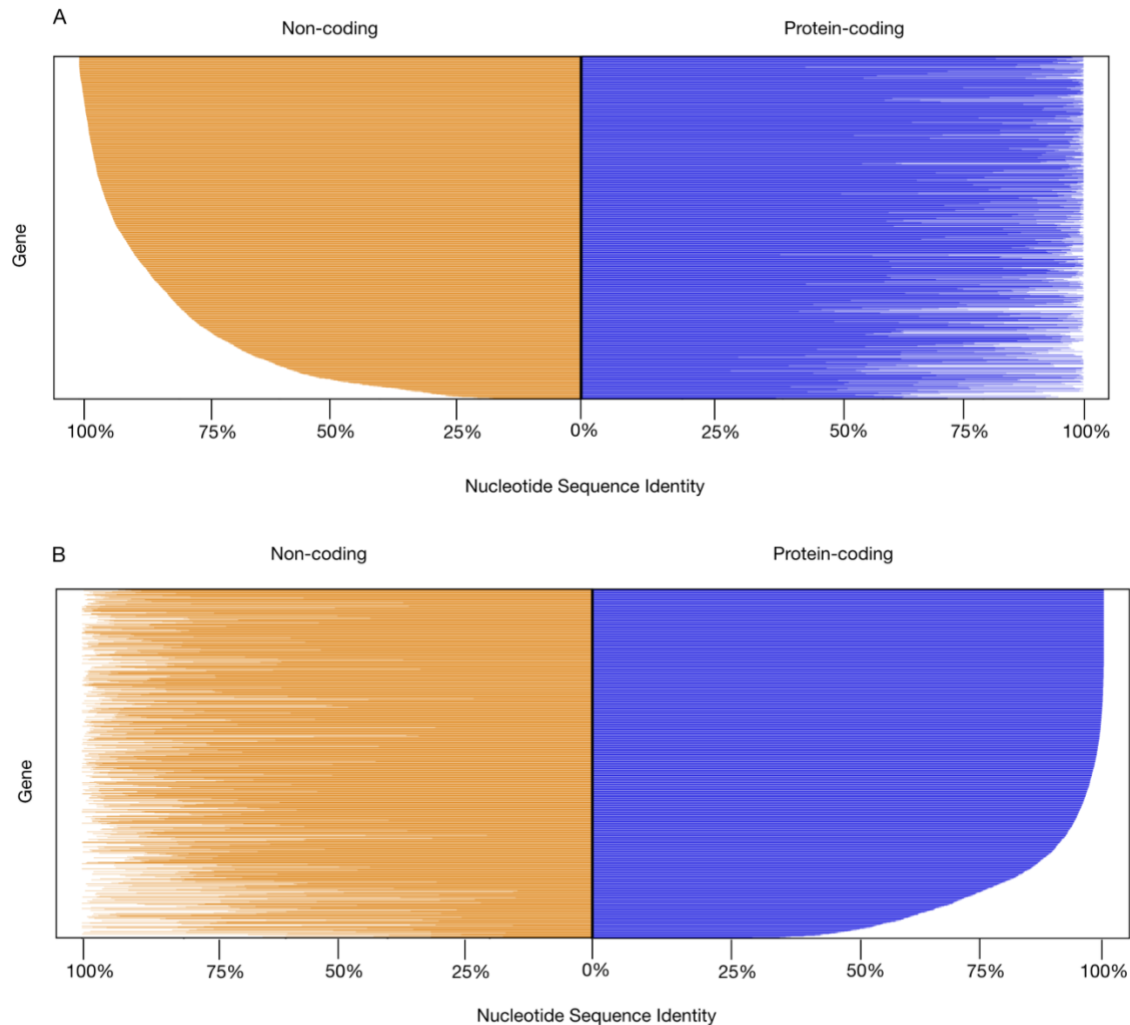 A
Non-coding Protein-coding
Gene
100% 75% 50% 25% 0% 25% 50% 75% 100%
Nucleotide Sequence Identity
B
Non-coding Protein-coding
Gene
100% 75% 50% 25% 0% 25% 50% 75% 100%
Nucleotide Sequence Identity